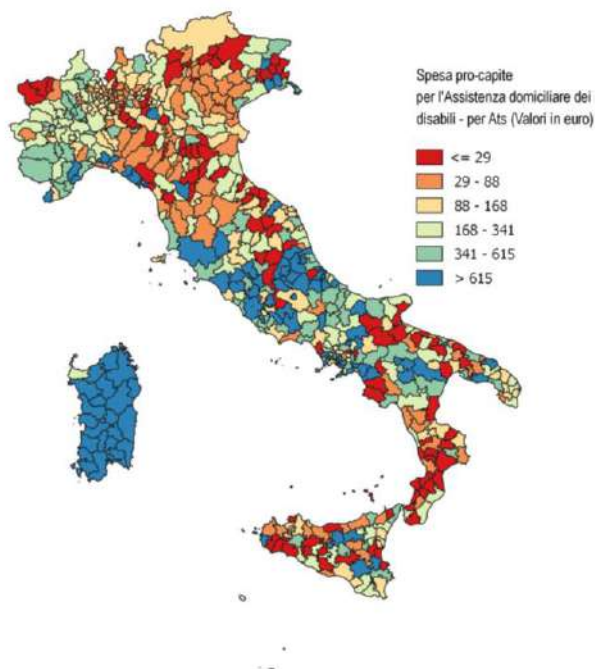 Spesa pro-capite
per l'Assistenza domiciliare dei
disabili - per Ats (Valori in euro)
<= 29
29 - 88
88 - 168
168 - 341
341 - 615
> 615